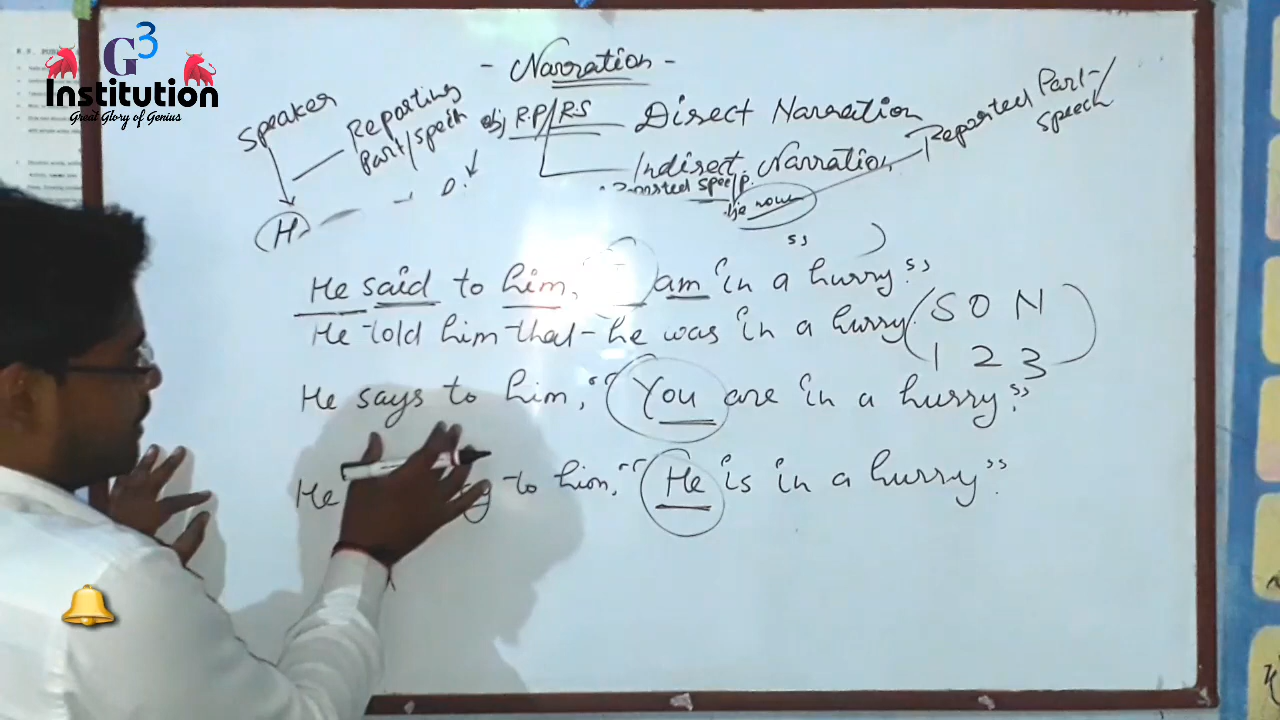 G3
Institution
Great Glory of Genius
- Narration -
Speaker
Reporting
Part/Speech
obj R.P/RS
Direct Narration
Indirect Narration
Reported Part/
Speech
He said to him, " am in a hurry."
He told him that he was in a hurry.
(S O N)
1 2 3
He says to him, "You are in a hurry."
He to him, "He is in a hurry".